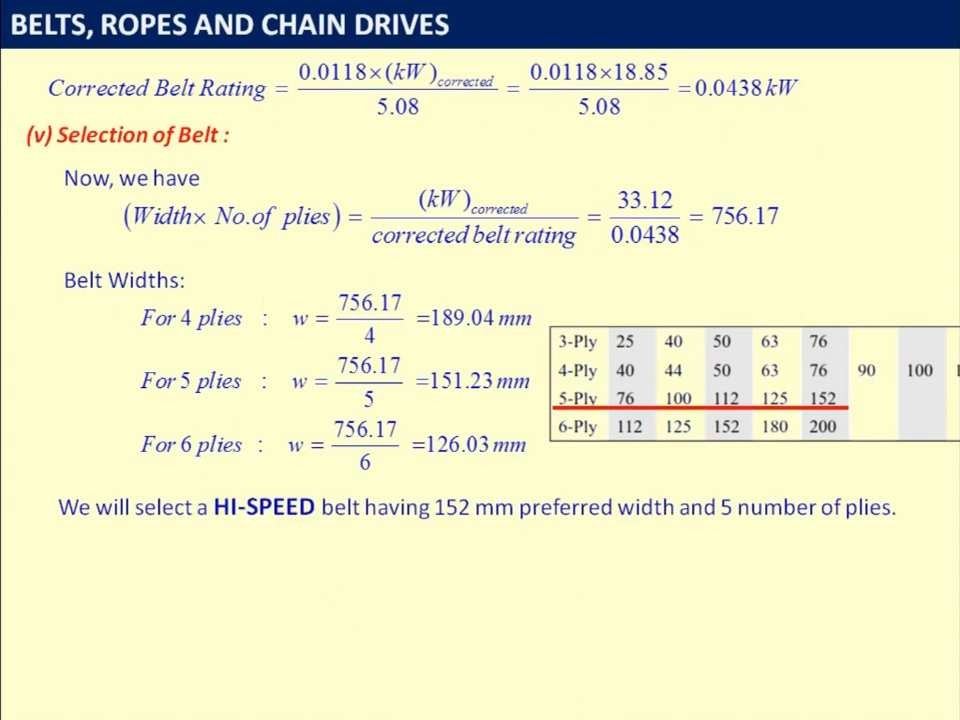 BELTS, ROPES AND CHAIN DRIVES
Corrected Belt Rating = 0.0118×(kW)corrected / 5.08 = 0.0118×18.85 / 5.08 = 0.0438 kW
(v) Selection of Belt :
Now, we have
(Width× No.of plies) = (kW)corrected / corrected belt rating = 33.12 / 0.0438 = 756.17
Belt Widths:
For 4 plies : w = 756.17 / 4 =189.04 mm
For 5 plies : w = 756.17 / 5 =151.23 mm
For 6 plies : w = 756.17 / 6 =126.03 mm
3-Ply 25 40 50 63 76
4-Ply 40 44 50 63 76 90 100
5-Ply 76 100 112 125 152
6-Ply 112 125 152 180 200
We will select a HI-SPEED belt having 152 mm preferred width and 5 number of plies.